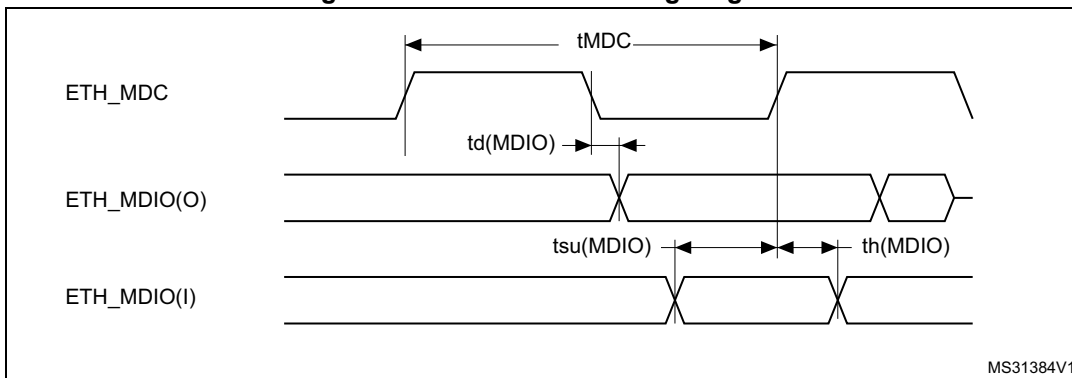 tMDC
ETH_MDC
td(MDIO)
ETH_MDIO(O)
tsu(MDIO) th(MDIO)
ETH_MDIO(I)
MS31384V1